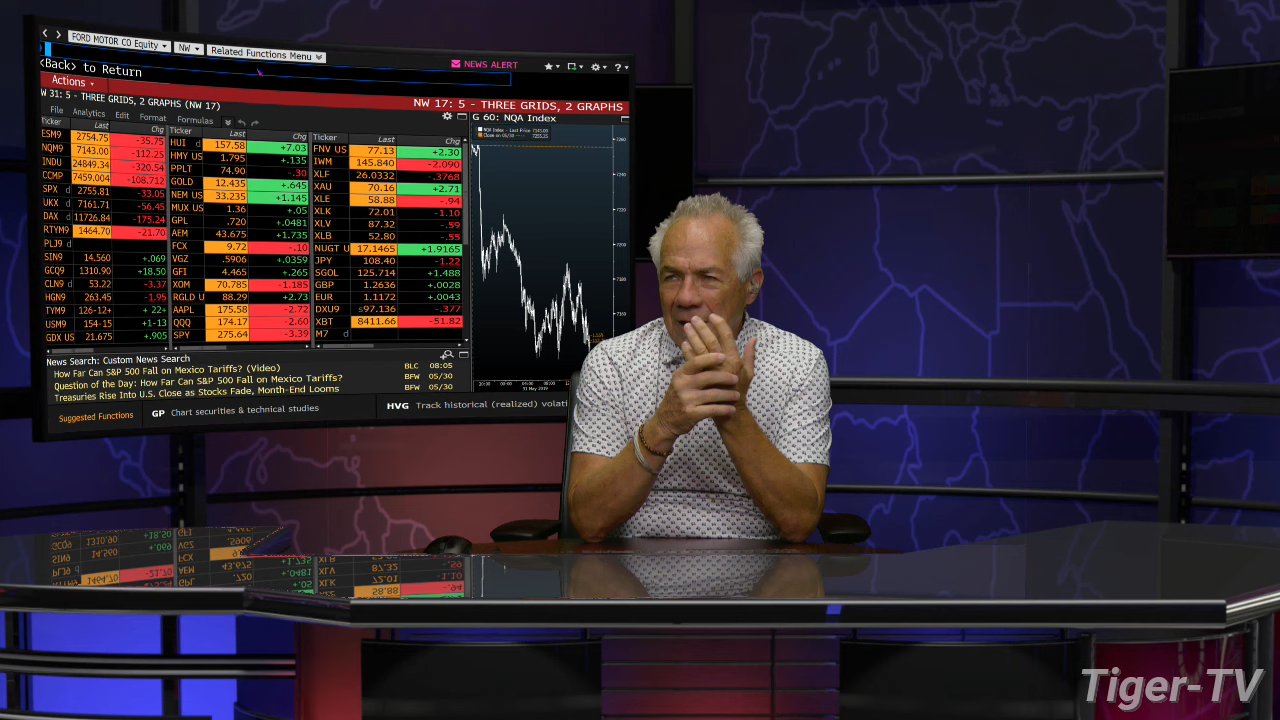 FORD MOTOR CO Equity NW Related Functions Menu
NEWS ALERT
<Back> to Return
Actions
W 31: 5 - THREE GRIDS, 2 GRAPHS (NW 17)
NW 17: 5 - THREE GRIDS, 2 GRAPHS
File Analytics Edit Format Formulas
G 60: NQA Index
Ticker Last Chg
ESM9 2754.75 -35.75
NQM9 7143.00 -112.25
INDU 24849.34 -320.54
CCMP 7459.004 -108.712
SPX d 2755.81 -33.05
UKX d 7161.71 -56.45
DAX d 11726.84 -175.24
RTYM9 1464.70 -21.70
PLJ9 d
SIN9 14.560 +.069
GCQ9 1310.90 +18.50
CLN9 d 53.22 -3.37
HGN9 263.45 -1.95
TYM9 126-12+ + 22+
USM9 154-15 +1-13
GDX US 21.675 +.905
Ticker Last Chg
HUI d 157.58 +7.03
HMY US 1.795 +.135
PPLT 74.90 -.30
GOLD 12.435 +.645
NEM US 33.235 +1.145
MUX US 1.36 +.05
GPL .720 +.0481
AEM 43.675 +1.735
FCX 9.72 -.10
VGZ .5906 +.0359
GFI 4.465 +.265
XOM 70.785 -1.185
RGLD U 88.29 +2.73
AAPL 175.58 -2.72
QQQ 174.17 -2.60
SPY 275.64 -3.39
Ticker Last Chg
FNV US 77.13 +2.30
IWM 145.840 -2.090
XLF 26.0332 -.3768
XAU 70.16 +2.71
XLE 58.88 -.94
XLK 72.01 -1.10
XLV 87.32 -.59
XLB 52.80 -.55
NUGT U 17.1465 +1.9165
JPY 108.40 -1.22
SGOL 125.714 +1.488
GBP 1.2636 +.0028
EUR 1.1172 +.0043
DXU9 s97.136 -.377
XBT 8411.66 -51.82
M7 d
News Search: Custom News Search
How Far Can S&P 500 Fall on Mexico Tariffs? (Video) BLC 08:05
Question of the Day: How Far Can S&P 500 Fall on Mexico Tariffs? BFW 05/30
Treasuries Rise Into U.S. Close as Stocks Fade, Month-End Looms BFW 05/30
Suggested Functions GP Chart securities & technical studies HVG Track historical (realized) volati
31 May 2019
Tiger-TV